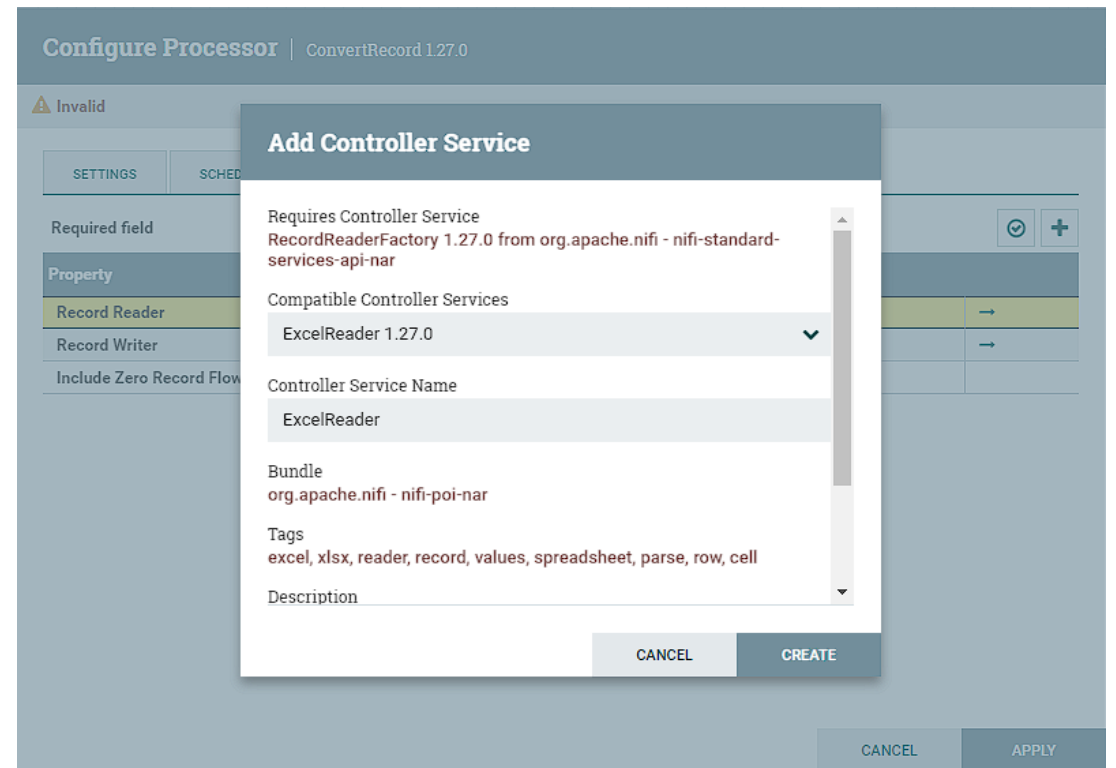 Configure Processor | ConvertRecord 1.27.0
Invalid
Add Controller Service
SETTINGS
SCHED
Required field
Requires Controller Service
RecordReaderFactory 1.27.0 from org.apache.nifi - nifi-standard-
services-api-nar
Property
Compatible Controller Services
Record Reader
ExcelReader 1.27.0
Record Writer
Include Zero Record Flow
Controller Service Name
ExcelReader
Bundle
org.apache.nifi - nifi-poi-nar
Tags
excel, xlsx, reader, record, values, spreadsheet, parse, row, cell
Description
CANCEL
CREATE
CANCEL
APPLY